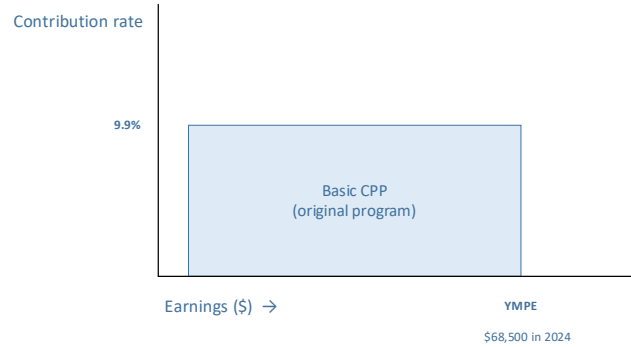 Contribution rate
9.9%
Basic CPP
(original program)
Earnings ($) →
YMPE
$68,500 in 2024